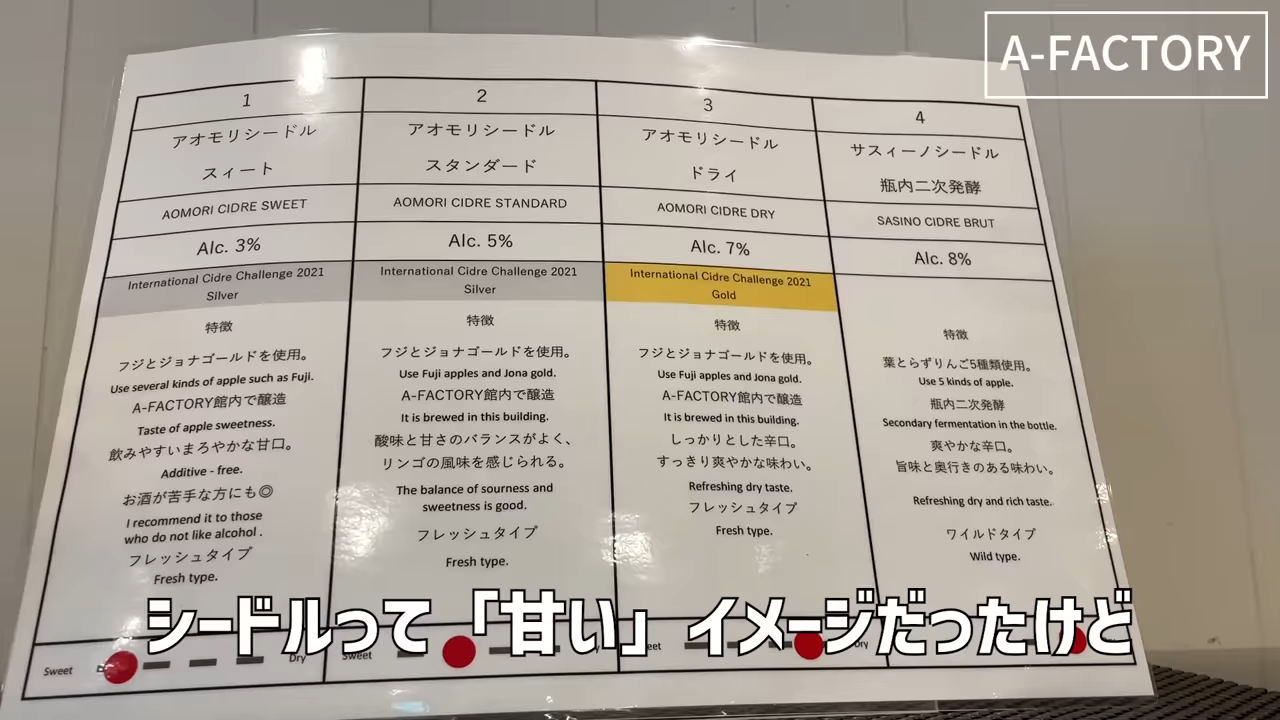 A-FACTORY
1
アオモリシードル
スィート
AOMORI CIDRE SWEET
Alc. 3%
International Cidre Challenge 2021
Silver
特徴
フジとジョナゴールドを使用。
Use several kinds of apple such as Fuji.
A-FACTORY館内で醸造
Taste of apple sweetness.
飲みやすいまろやかな甘口。
Additive - free.
お酒が苦手な方にも◎
I recommend it to those
who do not like alcohol .
フレッシュタイプ
Fresh type.
Sweet
Dry
2
アオモリシードル
スタンダード
AOMORI CIDRE STANDARD
Alc. 5%
International Cidre Challenge 2021
Silver
特徴
フジとジョナゴールドを使用。
Use Fuji apples and Jona gold.
A-FACTORY館内で醸造
It is brewed in this building.
酸味と甘さのバランスがよく、
リンゴの風味を感じられる。
The balance of sourness and
sweetness is good.
フレッシュタイプ
Fresh type.
Sweet
3
アオモリシードル
ドライ
AOMORI CIDRE DRY
Alc. 7%
International Cidre Challenge 2021
Gold
特徴
フジとジョナゴールドを使用。
Use Fuji apples and Jona gold.
A-FACTORY館内で醸造
It is brewed in this building.
しっかりとした辛口。
すっきり爽やかな味わい。
Refreshing dry taste.
フレッシュタイプ
Fresh type.
Dry
4
サスィーノシードル
瓶内二次発酵
SASINO CIDRE BRUT
Alc. 8%
特徴
葉とらずりんご5種類使用。
Use 5 kinds of apple.
瓶内二次発酵
Secondary fermentation in the bottle.
爽やかな辛口。
旨味と奥行きのある味わい。
Refreshing dry and rich taste.
ワイルドタイプ
Wild type.
シードルって「甘い」イメージだったけど